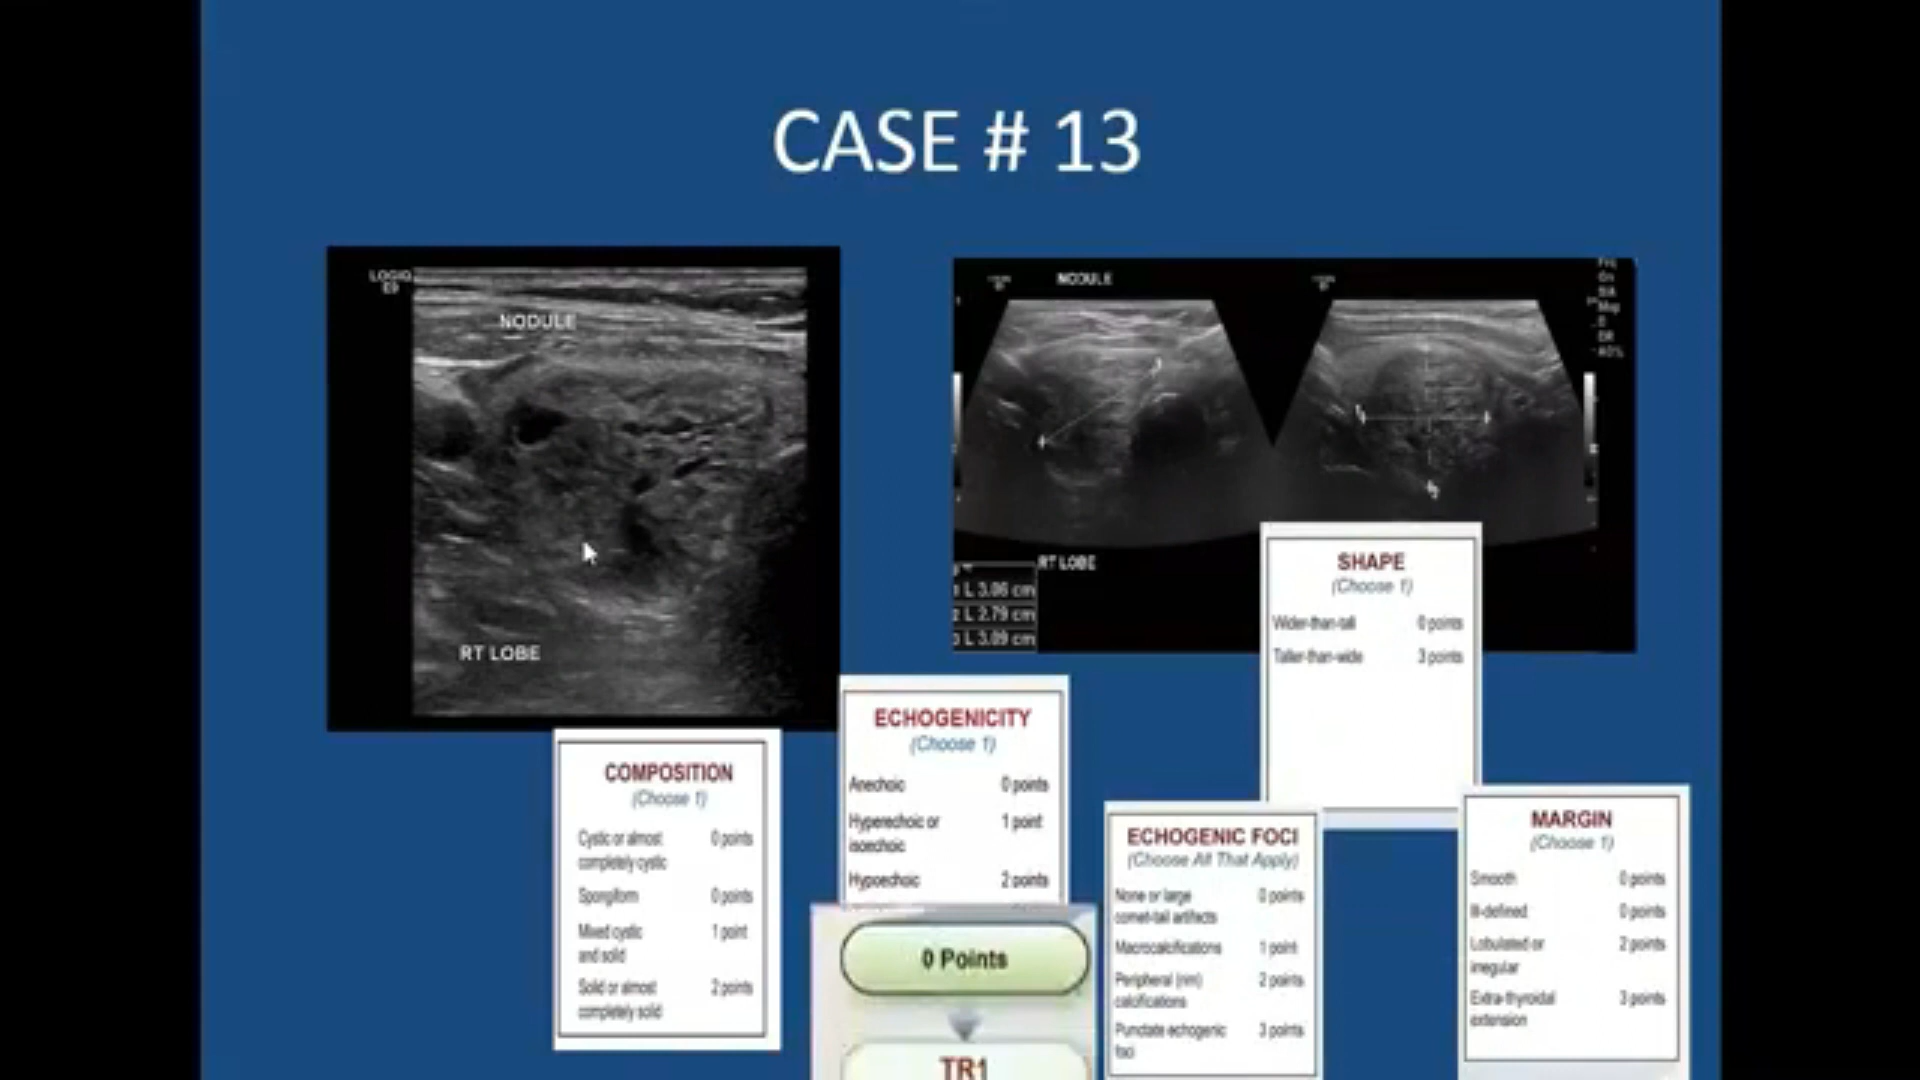 CASE # 13
LOGIQ
E9
NODULE
RT LOBE
NODULE
RT LOBE
1 L 3.06 cm
2 L 2.79 cm
3 L 3.09 cm
SHAPE
(Choose 1)
Wider-than-tall 0 points
Taller-than-wide 3 points
ECHOGENICITY
(Choose 1)
Anechoic 0 points
Hyperechoic or 1 point
isoechoic
Hypoechoic 2 points
COMPOSITION
(Choose 1)
Cystic or almost 0 points
completely cystic
Spongiform 0 points
Mixed cystic 1 point
and solid
Solid or almost 2 points
completely solid
0 Points
TR1
ECHOGENIC FOCI
(Choose All That Apply)
None or large 0 points
comet-tail artifacts
Macrocalcifications 1 point
Peripheral (rim) 2 points
calcifications
Punctate echogenic 3 points
foci
MARGIN
(Choose 1)
Smooth 0 points
Ill-defined 0 points
Lobulated or 2 points
irregular
Extra-thyroidal 3 points
extension